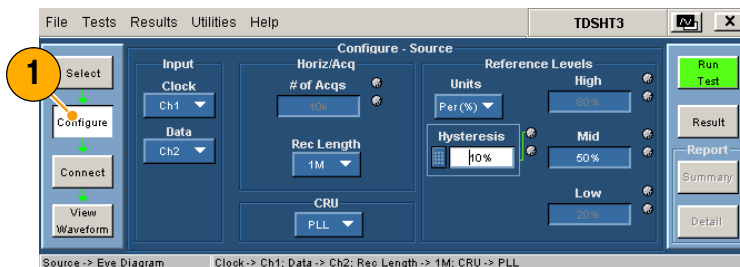 File Tests Results Utilities Help TDSHT3
1
Select
Configure
Connect
View
Waveform
Configure - Source
Input
Clock
Ch1
Data
Ch2
Horiz/Acq
# of Acqs
10k
Rec Length
1M
CRU
PLL
Reference Levels
Units
Per(%)
Hysteresis
10%
High
80%
Mid
50%
Low
20%
Run
Test
Result
Report
Summary
Detail
Source -> Eye Diagram Clock -> Ch1; Data -> Ch2; Rec Length -> 1M; CRU -> PLL